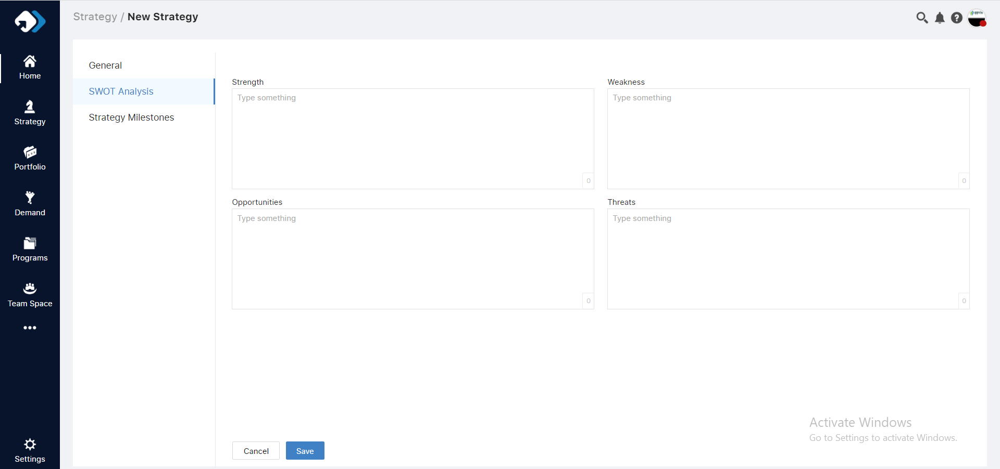 Strategy / New Strategy
Home
Strategy
Portfolio
Demand
Programs
Team Space
Settings
General
SWOT Analysis
Strategy Milestones
Strength
Type something
0
Weakness
Type something
0
Opportunities
Type something
0
Threats
Type something
0
Cancel
Save
Activate Windows
Go to Settings to activate Windows.